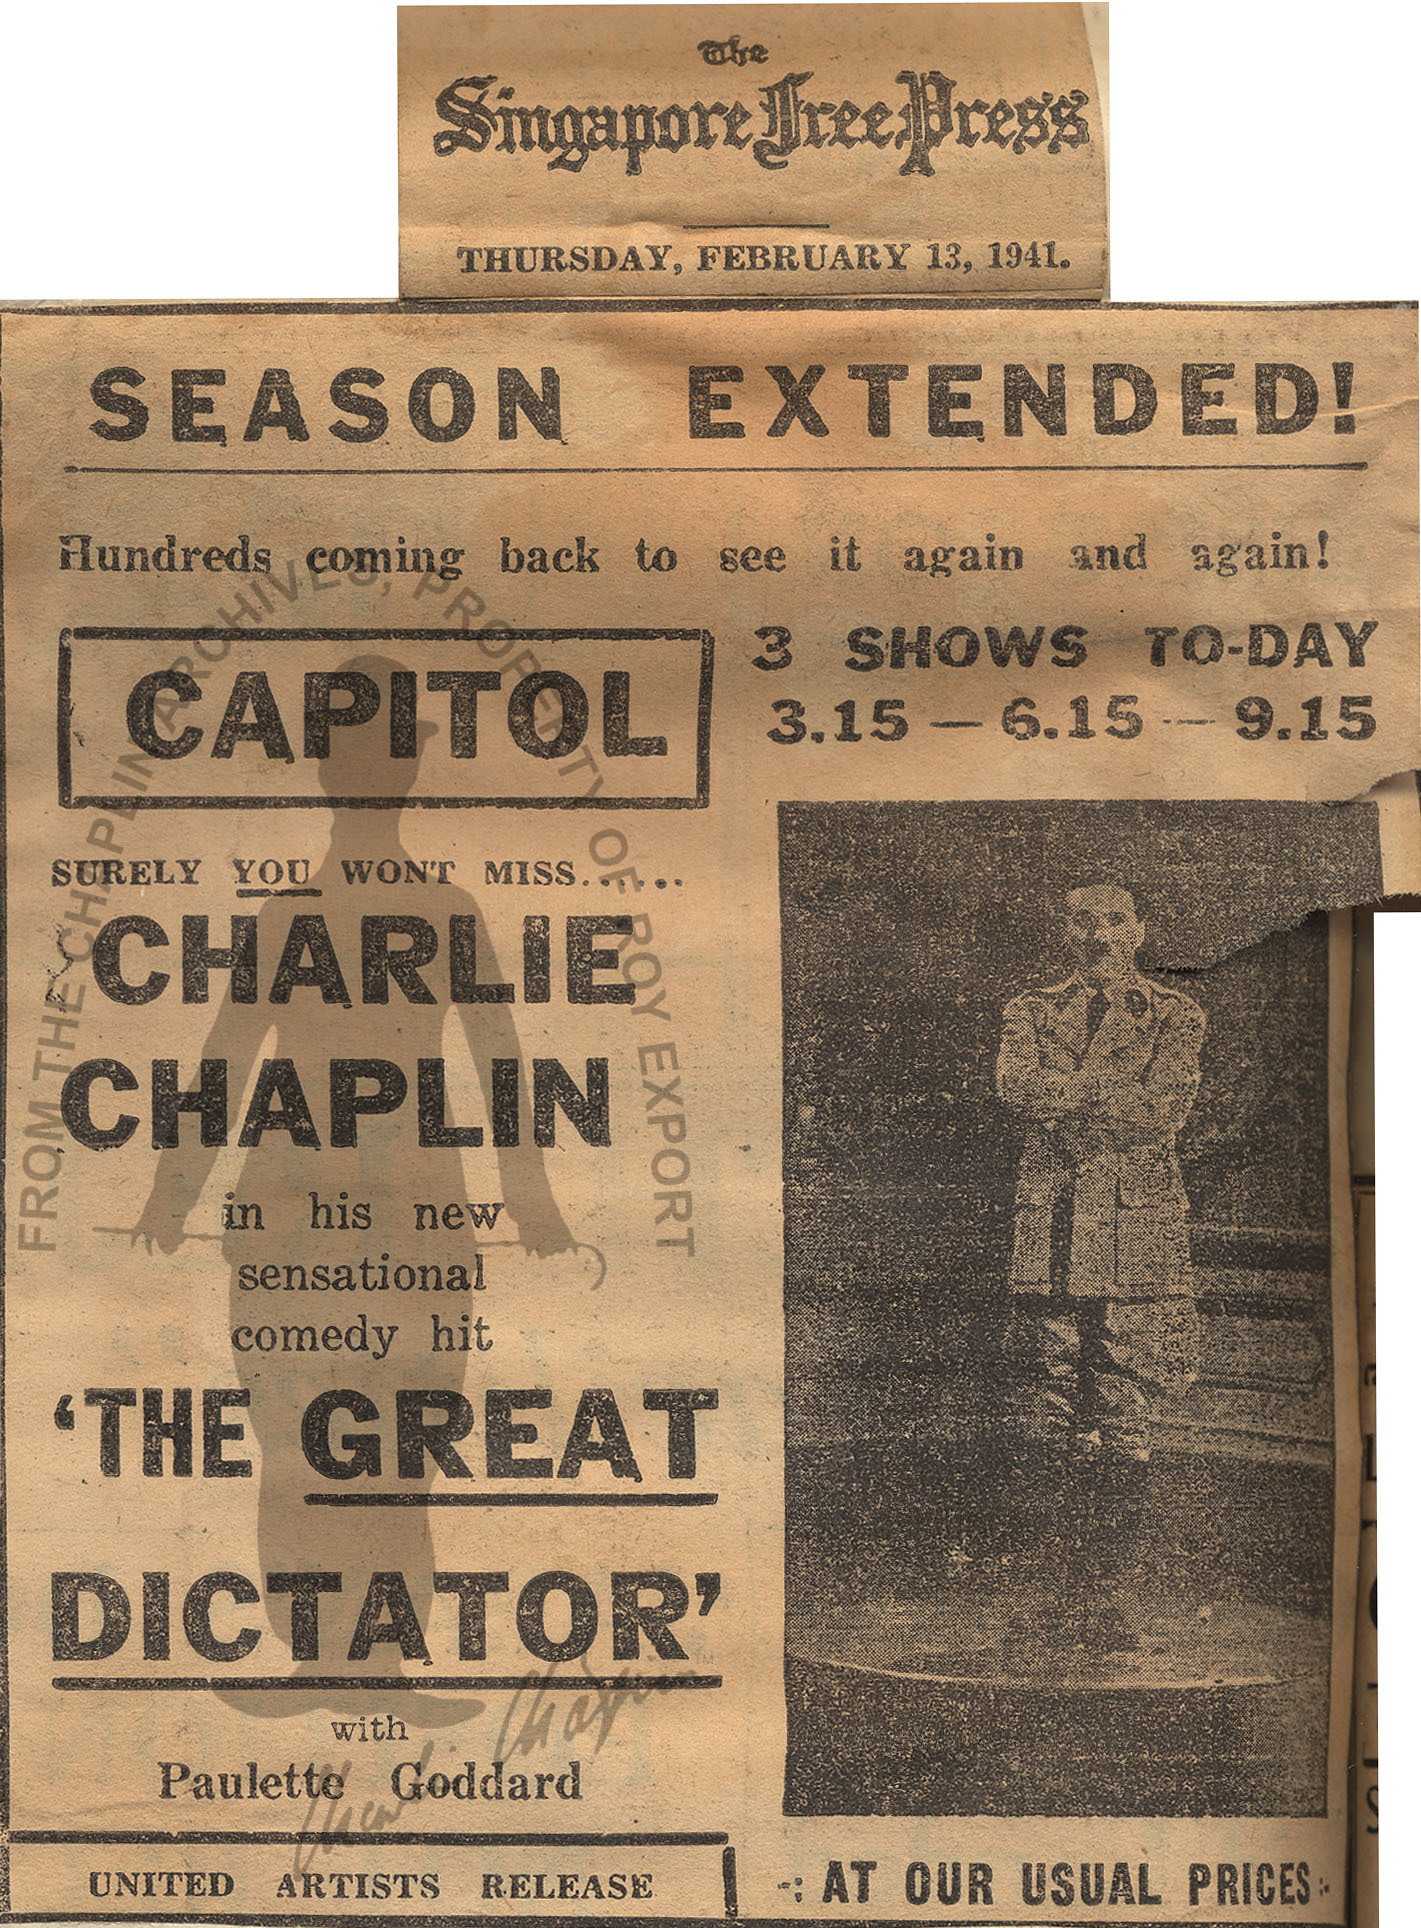 The
Singapore Free Press
THURSDAY, FEBRUARY 13, 1941.
SEASON EXTENDED!
Hundreds coming back to see it again and again!
CAPITOL
3 SHOWS TO-DAY
3.15 — 6.15 — 9.15
SURELY YOU WON'T MISS.......
CHARLIE
CHAPLIN
in his new
sensational
comedy hit
'THE GREAT
DICTATOR'
with
Paulette Goddard
UNITED ARTISTS RELEASE
-: AT OUR USUAL PRICES :-
FROM THE CHAPLIN ARCHIVES, PROPERTY OF ROY EXPORT
Charlie Chaplin TM